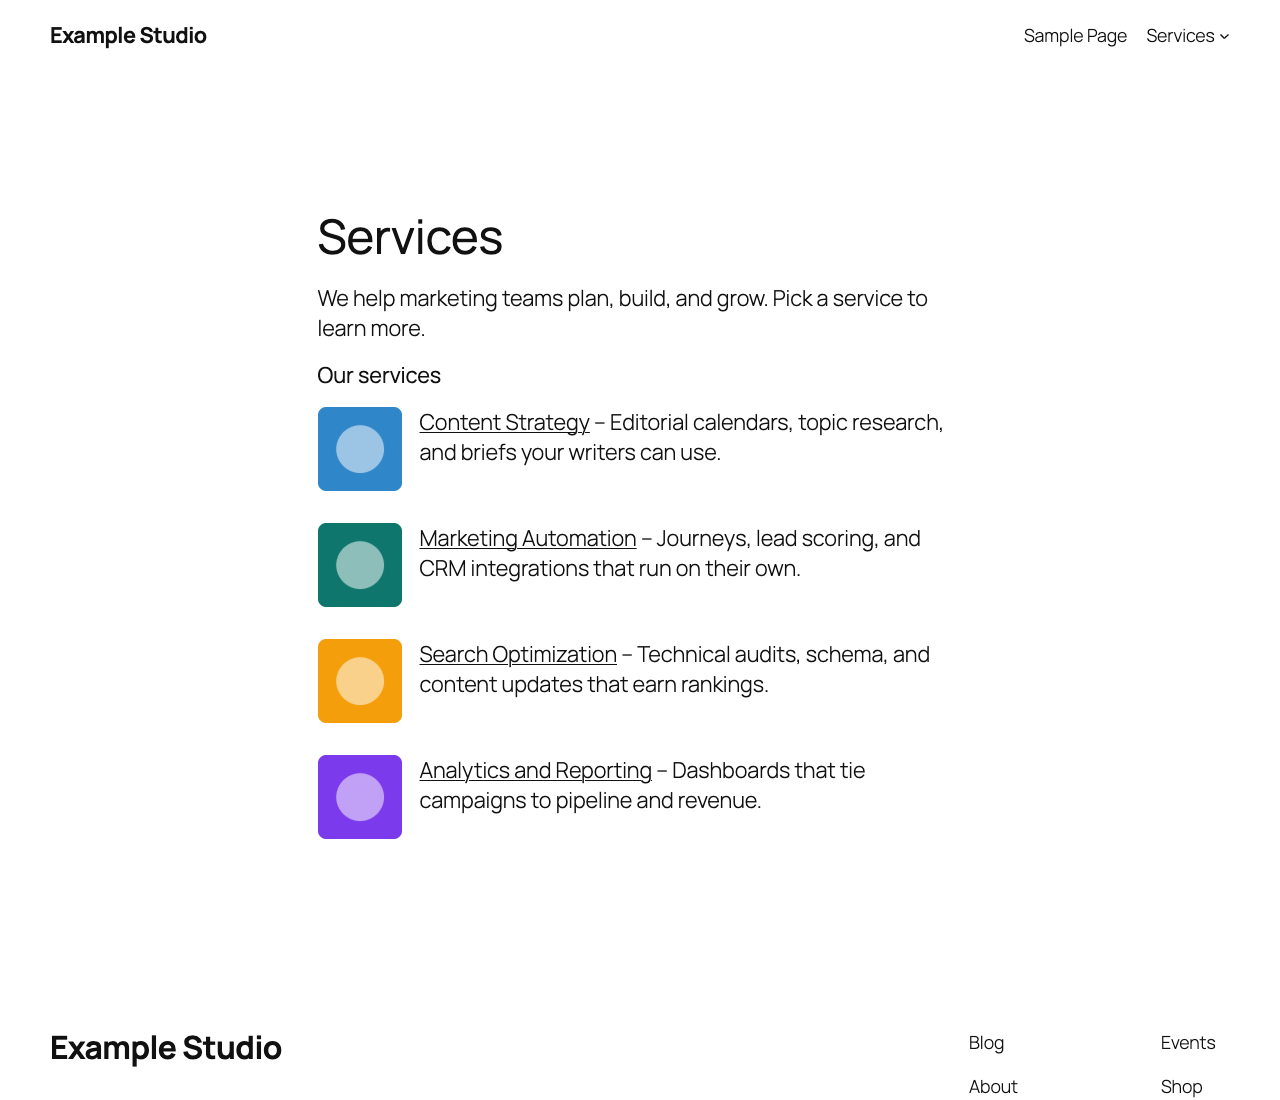 Example Studio
Sample Page
Services
Services
We help marketing teams plan, build, and grow. Pick a service to
learn more.
Our services
Content Strategy – Editorial calendars, topic research,
and briefs your writers can use.
Marketing Automation – Journeys, lead scoring, and
CRM integrations that run on their own.
Search Optimization – Technical audits, schema, and
content updates that earn rankings.
Analytics and Reporting – Dashboards that tie
campaigns to pipeline and revenue.
Example Studio
Blog
Events
About
Shop